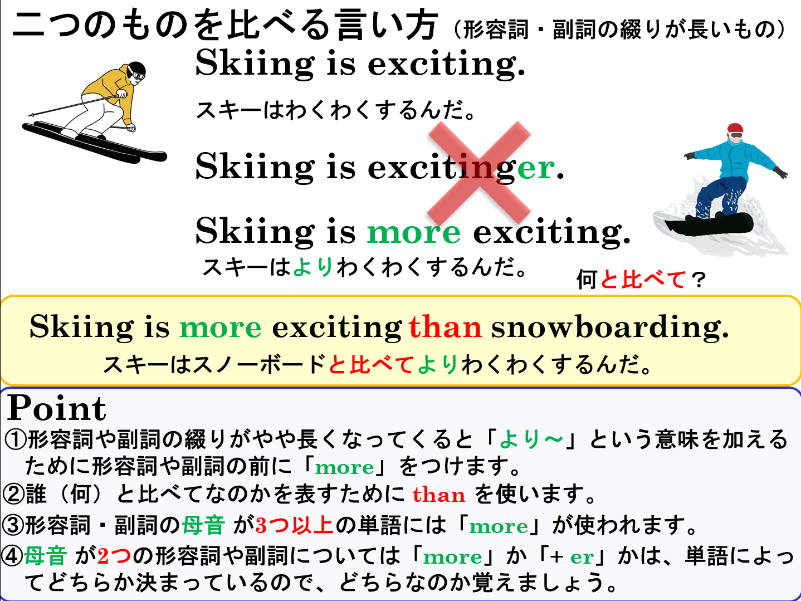 二つのものを比べる言い方（形容詞・副詞の綴りが長いもの）
Skiing is exciting.
スキーはわくわくするんだ。
Skiing is excitinger.
Skiing is more exciting.
スキーはよりわくわくするんだ。
何と比べて？
Skiing is more exciting than snowboarding.
スキーはスノーボードと比べてよりわくわくするんだ。
Point
①形容詞や副詞の綴りがやや長くなってくると「より～」という意味を加える
ために形容詞や副詞の前に「more」をつけます。
②誰（何）と比べてなのかを表すために than を使います。
③形容詞・副詞の母音 が3つ以上の単語には「more」が使われます。
④母音 が2つの形容詞や副詞については「more」か「+ er」かは、単語によっ
てどちらか決まっているので、どちらなのか覚えましょう。